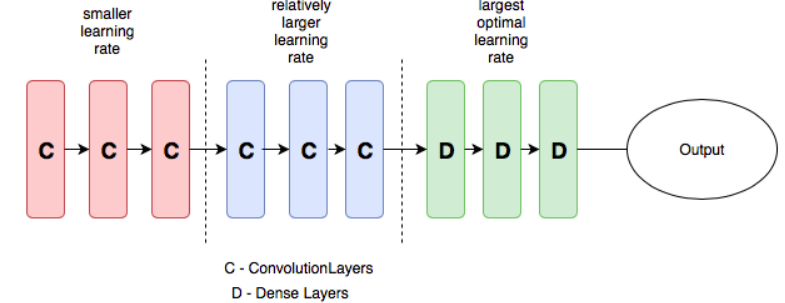 smaller
learning
rate
relatively
larger
learning
rate
largest
optimal
learning
rate
C C C C C C D D D Output
C - ConvolutionLayers
D - Dense Layers